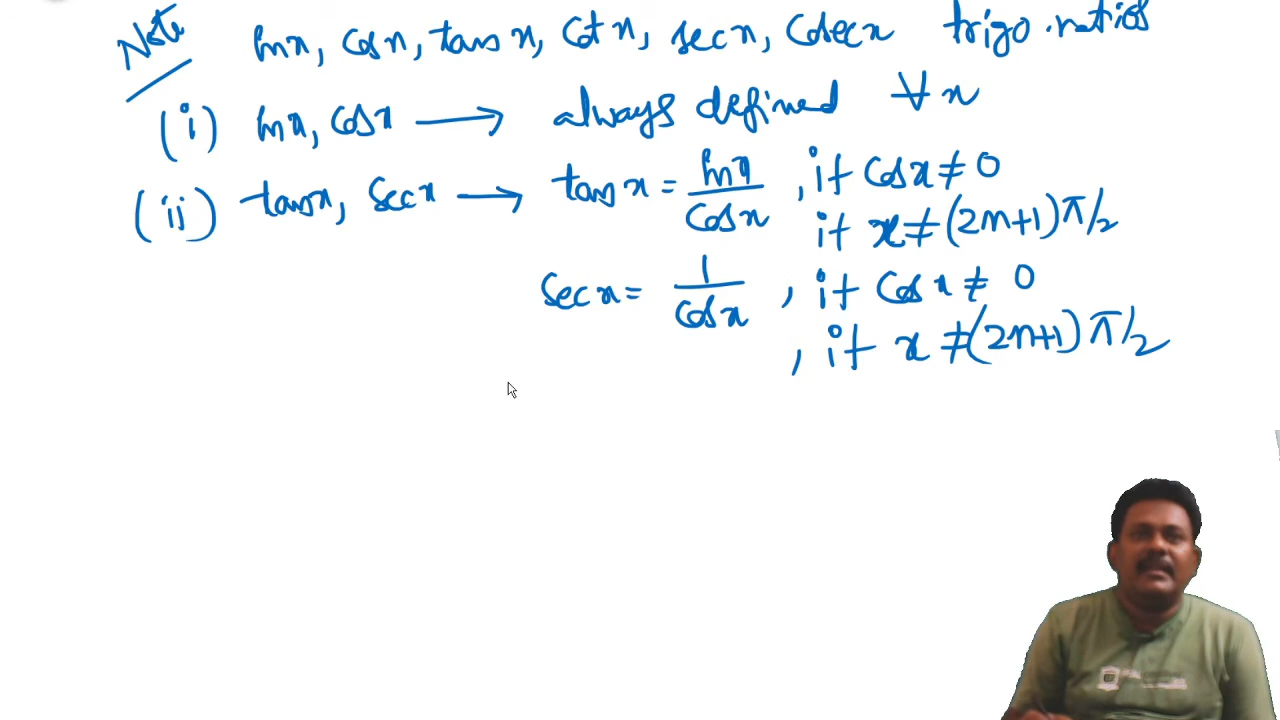 Note sinx, cosx, tanx, cotx, secx, cosecx trigo. ratios
(i) sinx, cosx → always defined ∀x
(ii) tanx, secx → tanx = sinx/cosx, if cosx ≠ 0
if x ≠ (2n+1)π/2
secx = 1/cosx, if cosx ≠ 0
, if x ≠ (2n+1)π/2